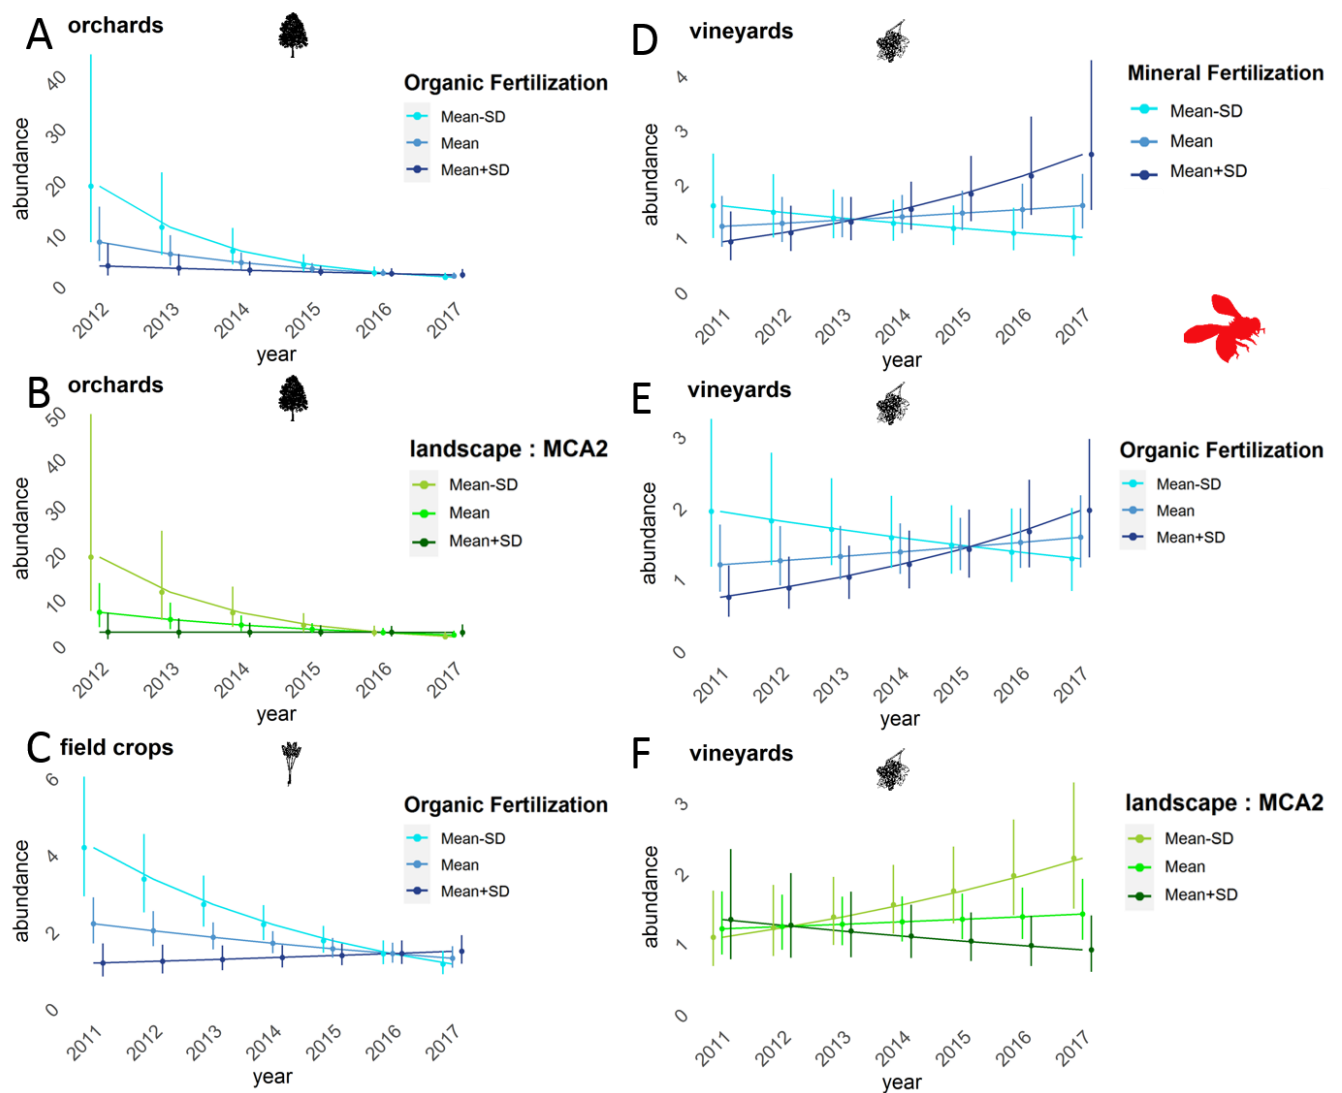 A orchards
Organic Fertilization
Mean-SD
Mean
Mean+SD
abundance
40
30
20
10
0
2012
2013
2014
2015
2016
2017
year
D vineyards
Mineral Fertilization
Mean-SD
Mean
Mean+SD
abundance
4
3
2
1
0
2011
2012
2013
2014
2015
2016
2017
year
B orchards
landscape : MCA2
Mean-SD
Mean
Mean+SD
abundance
50
40
30
20
10
0
2012
2013
2014
2015
2016
2017
year
E vineyards
Organic Fertilization
Mean-SD
Mean
Mean+SD
abundance
3
2
1
0
2011
2012
2013
2014
2015
2016
2017
year
C field crops
Organic Fertilization
Mean-SD
Mean
Mean+SD
abundance
6
4
2
0
2011
2012
2013
2014
2015
2016
2017
year
F vineyards
landscape : MCA2
Mean-SD
Mean
Mean+SD
abundance
3
2
1
0
2011
2012
2013
2014
2015
2016
2017
year